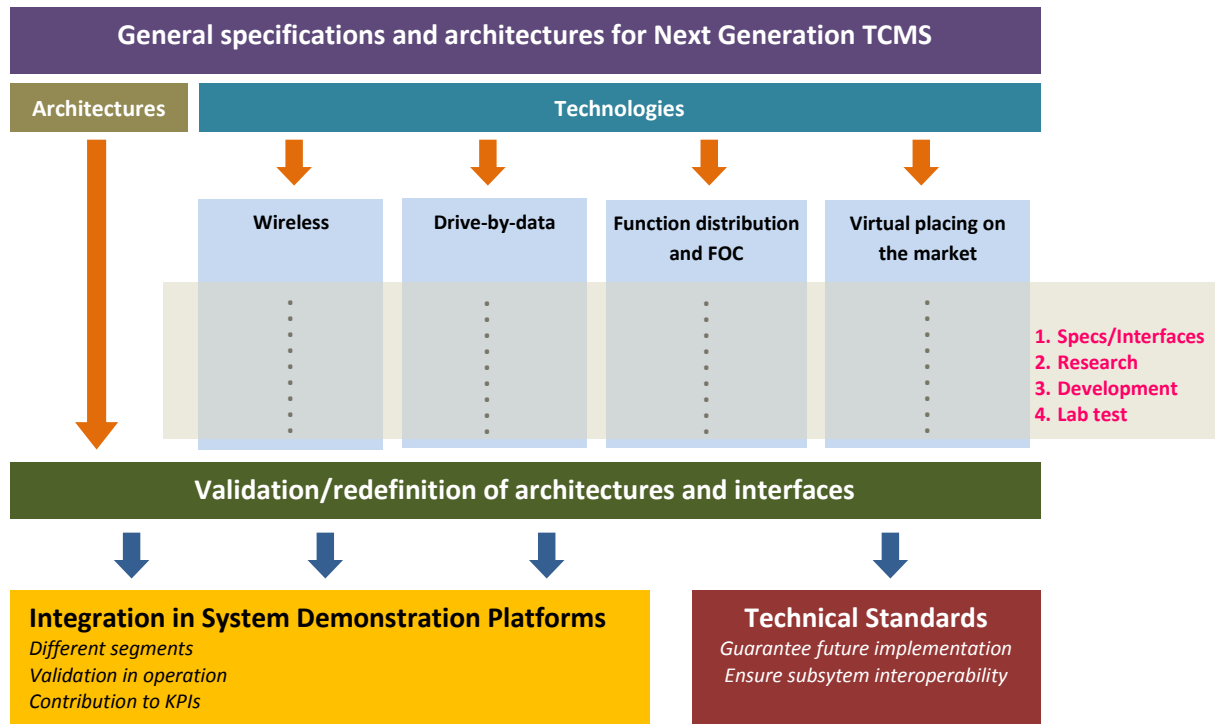 General specifications and architectures for Next Generation TCMS
Architectures
Technologies
Wireless
Drive-by-data
Function distribution
and FOC
Virtual placing on
the market
1. Specs/Interfaces
2. Research
3. Development
4. Lab test
Validation/redefinition of architectures and interfaces
Integration in System Demonstration Platforms
Different segments
Validation in operation
Contribution to KPIs
Technical Standards
Guarantee future implementation
Ensure subsytem interoperability